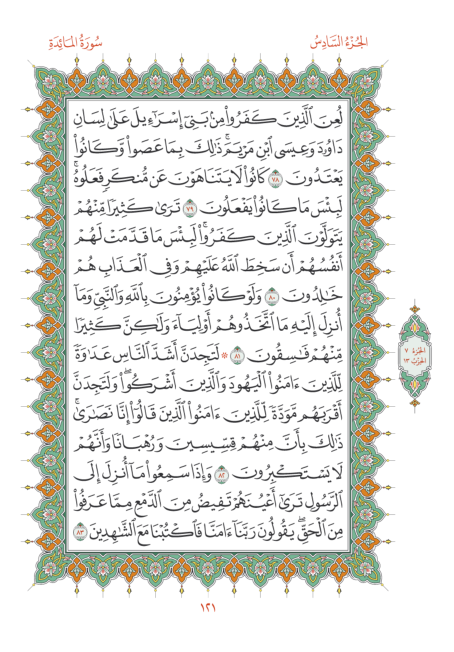 الجُزْءُ السَّادِسُ
سُورَةُ المَائِدَةِ
لُعِنَ ٱلَّذِينَ كَفَرُوا۟ مِنۢ بَنِىٓ إِسْرَٰٓءِيلَ عَلَىٰ لِسَانِ
دَاوُۥدَ وَعِيسَى ٱبْنِ مَرْيَمَ ۚ ذَٰلِكَ بِمَا عَصَوا۟ وَّكَانُوا۟
يَعْتَدُونَ ٧٨ كَانُوا۟ لَا يَتَنَاهَوْنَ عَن مُّنكَرٍ فَعَلُوهُ ۚ
لَبِئْسَ مَا كَانُوا۟ يَفْعَلُونَ ٧٩ تَرَىٰ كَثِيرًا مِّنْهُمْ
يَتَوَلَّوْنَ ٱلَّذِينَ كَفَرُوا۟ ۚ لَبِئْسَ مَا قَدَّمَتْ لَهُمْ
أَنفُسُهُمْ أَن سَخِطَ ٱللَّهُ عَلَيْهِمْ وَفِى ٱلْعَذَابِ هُمْ
خَٰلِدُونَ ٨٠ وَلَوْ كَانُوا۟ يُؤْمِنُونَ بِٱللَّهِ وَٱلنَّبِىِّ وَمَآ
أُنزِلَ إِلَيْهِ مَا ٱتَّخَذُوهُمْ أَوْلِيَآءَ وَلَٰكِنَّ كَثِيرًا
مِّنْهُمْ فَٰسِقُونَ ٨١ ۞ لَتَجِدَنَّ أَشَدَّ ٱلنَّاسِ عَدَٰوَةً
لِّلَّذِينَ ءَامَنُوا۟ ٱلْيَهُودَ وَٱلَّذِينَ أَشْرَكُوا۟ ۖ وَلَتَجِدَنَّ
أَقْرَبَهُم مَّوَدَّةً لِّلَّذِينَ ءَامَنُوا۟ ٱلَّذِينَ قَالُوٓا۟ إِنَّا نَصَٰرَىٰ ۚ
ذَٰلِكَ بِأَنَّ مِنْهُمْ قِسِّيسِينَ وَرُهْبَانًا وَأَنَّهُمْ
لَا يَسْتَكْبِرُونَ ٨٢ وَإِذَا سَمِعُوا۟ مَآ أُنزِلَ إِلَى
ٱلرَّسُولِ تَرَىٰٓ أَعْيُنَهُمْ تَفِيضُ مِنَ ٱلدَّمْعِ مِمَّا عَرَفُوا۟
مِنَ ٱلْحَقِّ ۖ يَقُولُونَ رَبَّنَآ ءَامَنَّا فَٱكْتُبْنَا مَعَ ٱلشَّٰهِدِينَ ٨٣
الجُزْءُ ٧
الحِزْبُ ١٣
١٢١